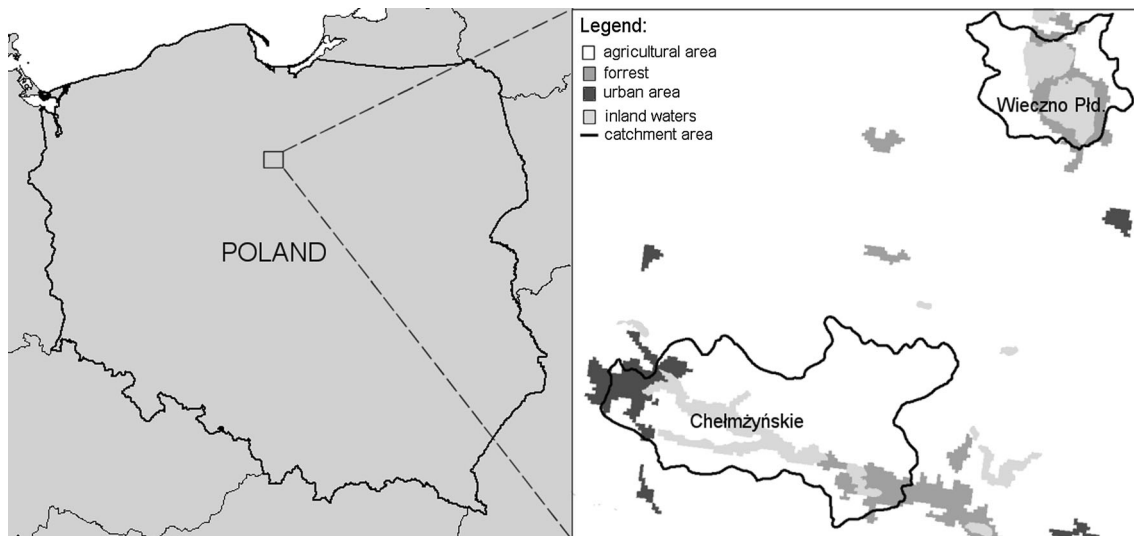 POLAND
Legend:
agricultural area
forrest
urban area
inland waters
catchment area
Wieczno Płd.
Chełmżyńskie